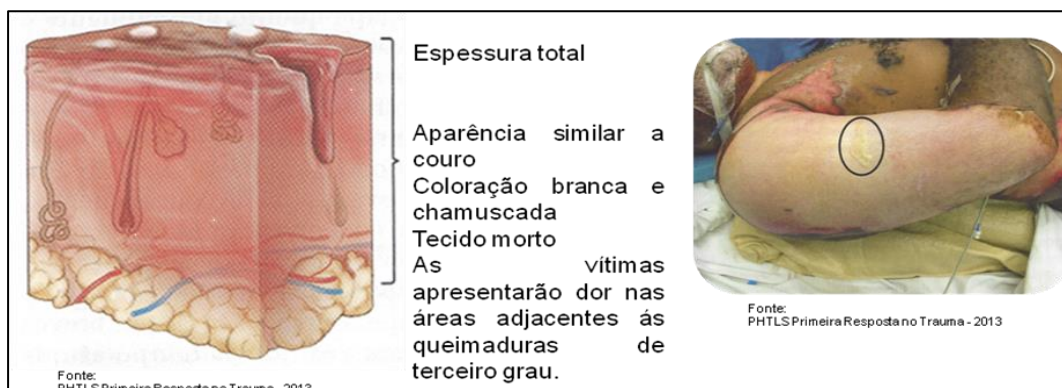 Espessura total
Aparência similar a
couro
Coloração branca e
chamuscada
Tecido morto
As vítimas
apresentarão dor nas
áreas adjacentes ás
queimaduras de
terceiro grau.
Fonte:
PHTLS Primeira Resposta no Trauma - 2013
Fonte:
PHTLS Primeira Resposta no Trauma - 2013